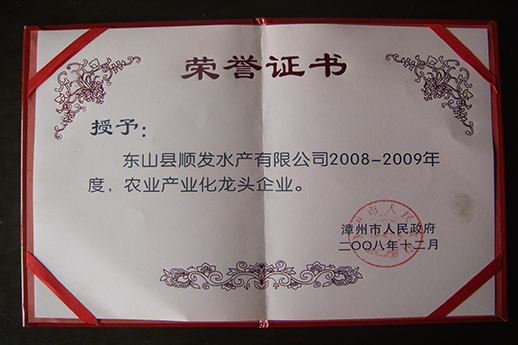 荣誉证书
授予：
东山县顺发水产有限公司2008-2009年
度，农业产业化龙头企业。
漳州市人民政府
二〇〇八年十二月